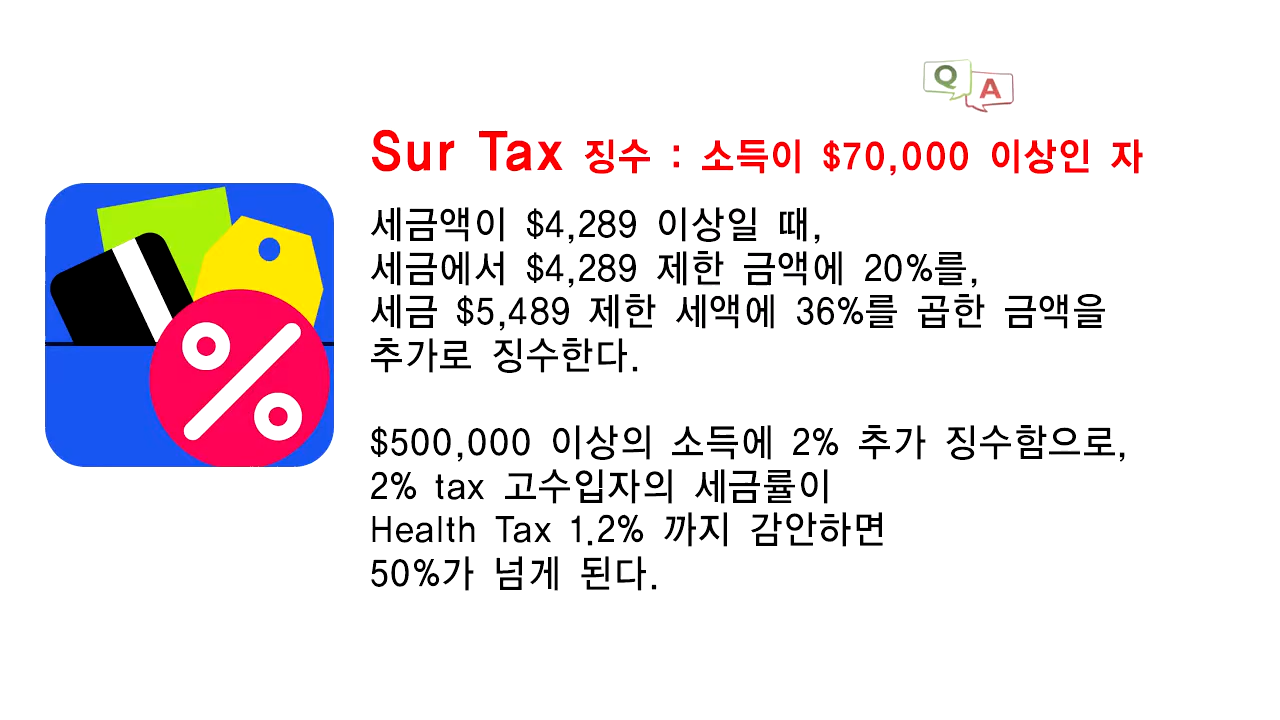 Q A
Sur Tax 징수 : 소득이 $70,000 이상인 자
세금액이 $4,289 이상일 때,
세금에서 $4,289 제한 금액에 20%를,
세금 $5,489 제한 세액에 36%를 곱한 금액을
추가로 징수한다.
$500,000 이상의 소득에 2% 추가 징수함으로,
2% tax 고수입자의 세금률이
Health Tax 1.2% 까지 감안하면
50%가 넘게 된다.